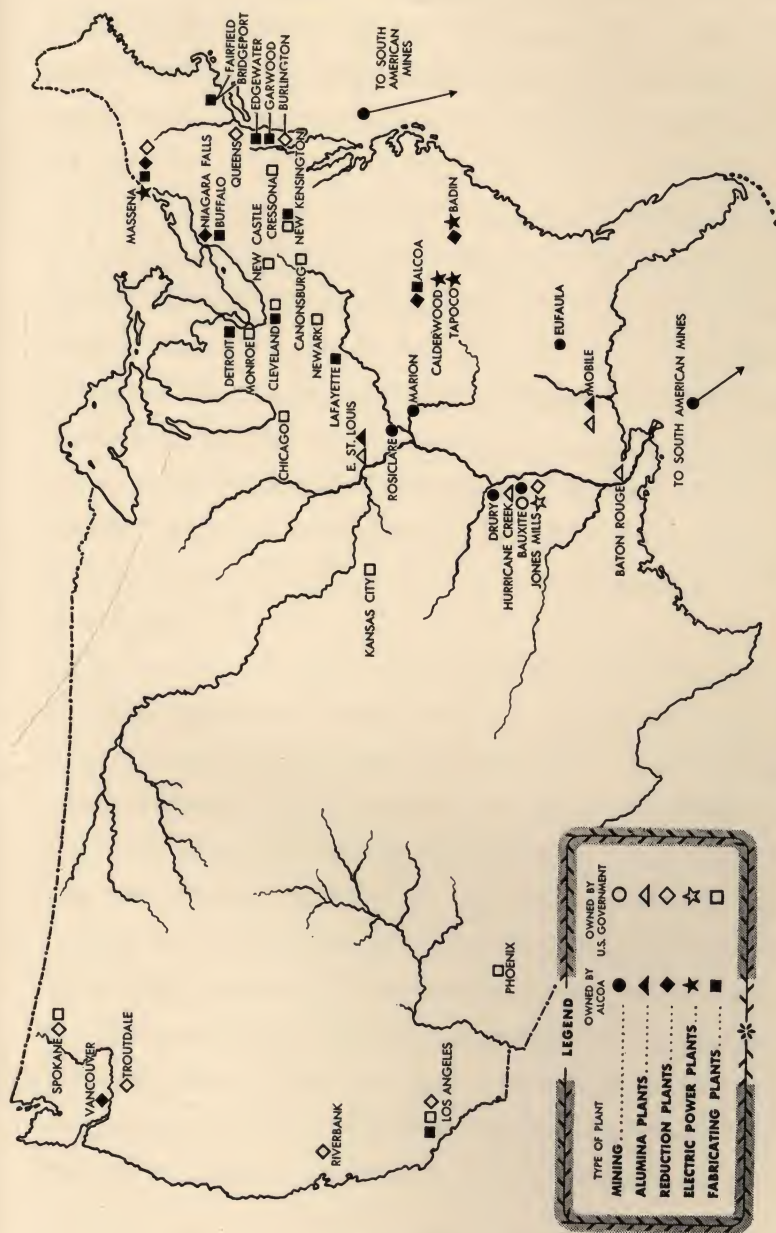 SPOKANE
VANCOUVER
TROUTDALE
RIVERBANK
LOS ANGELES
PHOENIX
KANSAS CITY
CHICAGO
E. ST. LOUIS
LAFAYETTE
ROSICLARE
MARION
DRURY
HURRICANE CREEK
BAUXITE
JONES MILLS
BATON ROUGE
MOBILE
EUFAULA
TO SOUTH AMERICAN MINES
DETROIT
MONROE
CLEVELAND
NEWARK
CANONSBURG
NEW CASTLE
CRESSONA
NEW KENSINGTON
ALCOA
CALDERWOOD
TAPOCO
BADIN
MASSENA
NIAGARA FALLS
BUFFALO
QUEENS
FAIRFIELD
BRIDGEPORT
EDGEWATER
GARWOOD
BURLINGTON
TO SOUTH
AMERICAN
MINES
LEGEND
TYPE OF PLANT
OWNED BY
ALCOA
OWNED BY
U.S. GOVERNMENT
MINING
ALUMINA PLANTS
REDUCTION PLANTS
ELECTRIC POWER PLANTS
FABRICATING PLANTS